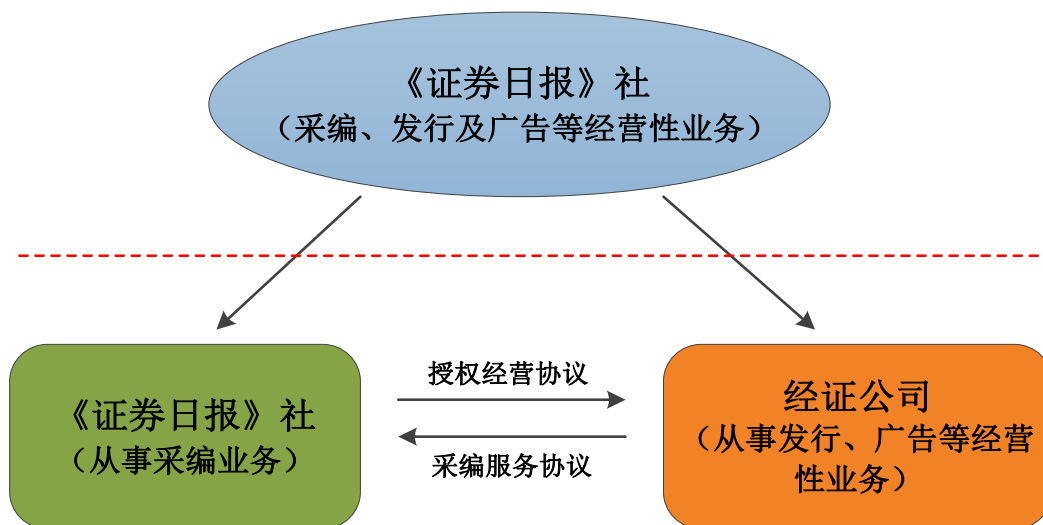 《证券日报》社
（采编、发行及广告等经营性业务）
授权经营协议
《证券日报》社
（从事采编业务）
采编服务协议
经证公司
（从事发行、广告等经营
性业务）